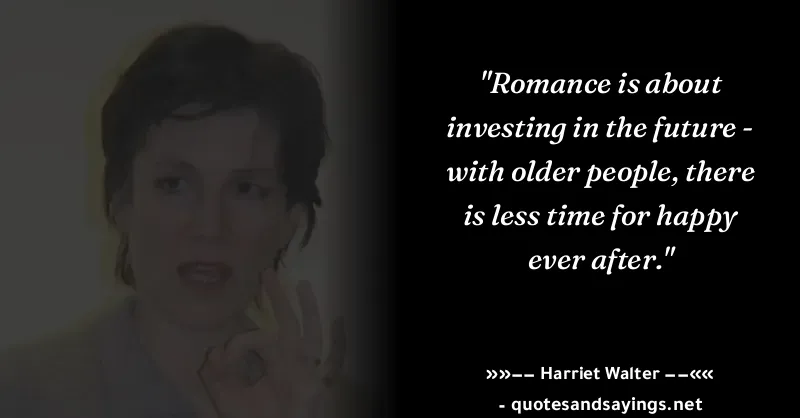 "Romance is about
investing in the future -
with older people, there
is less time for happy
ever after."
»»−− Harriet Walter −−««
- quotesandsayings.net